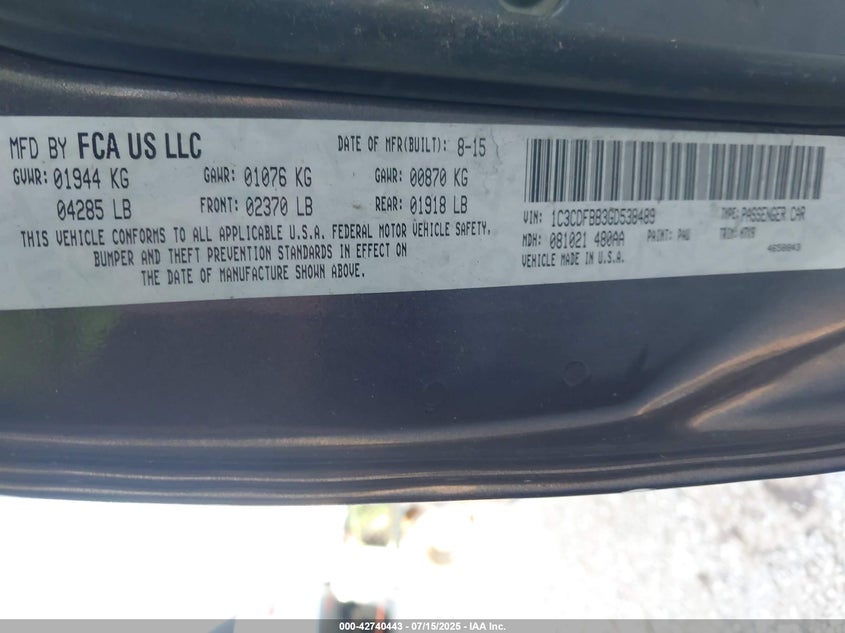 MFD BY FCA US LLC
DATE OF MFR(BUILT): 8-15
GVWR: 01944 KG GAWR: 01076 KG GAWR: 00870 KG
04285 LB FRONT: 02370 LB REAR: 01918 LB
THIS VEHICLE CONFORMS TO ALL APPLICABLE U.S.A. FEDERAL MOTOR VEHICLE SAFETY,
BUMPER AND THEFT PREVENTION STANDARDS IN EFFECT ON
THE DATE OF MANUFACTURE SHOWN ABOVE.
VIN: 1C3CDFBB3GD538489 TYPE: PASSENGER CAR
MDH: 081021 480AA PAINT: PAU TRIM:
VEHICLE MADE IN U.S.A.
000-42740443 - 07/15/2025 - IAA Inc.